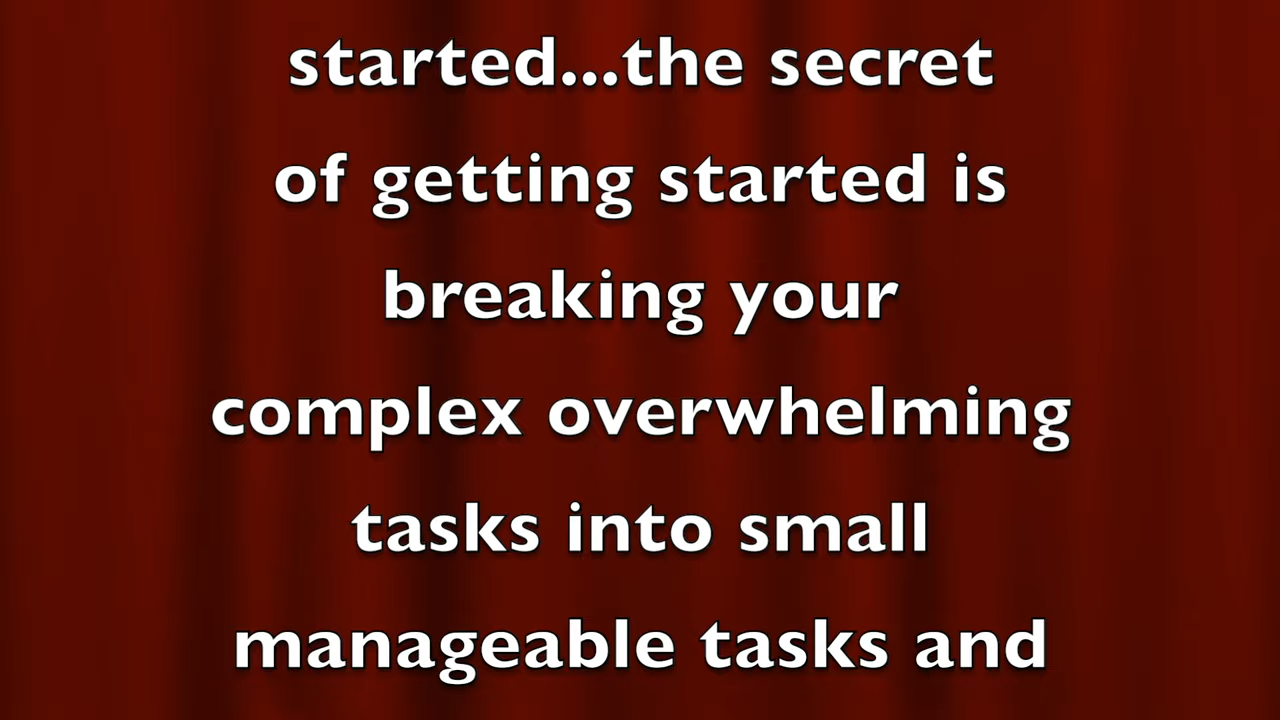 started...the secret
of getting started is
breaking your
complex overwhelming
tasks into small
manageable tasks and